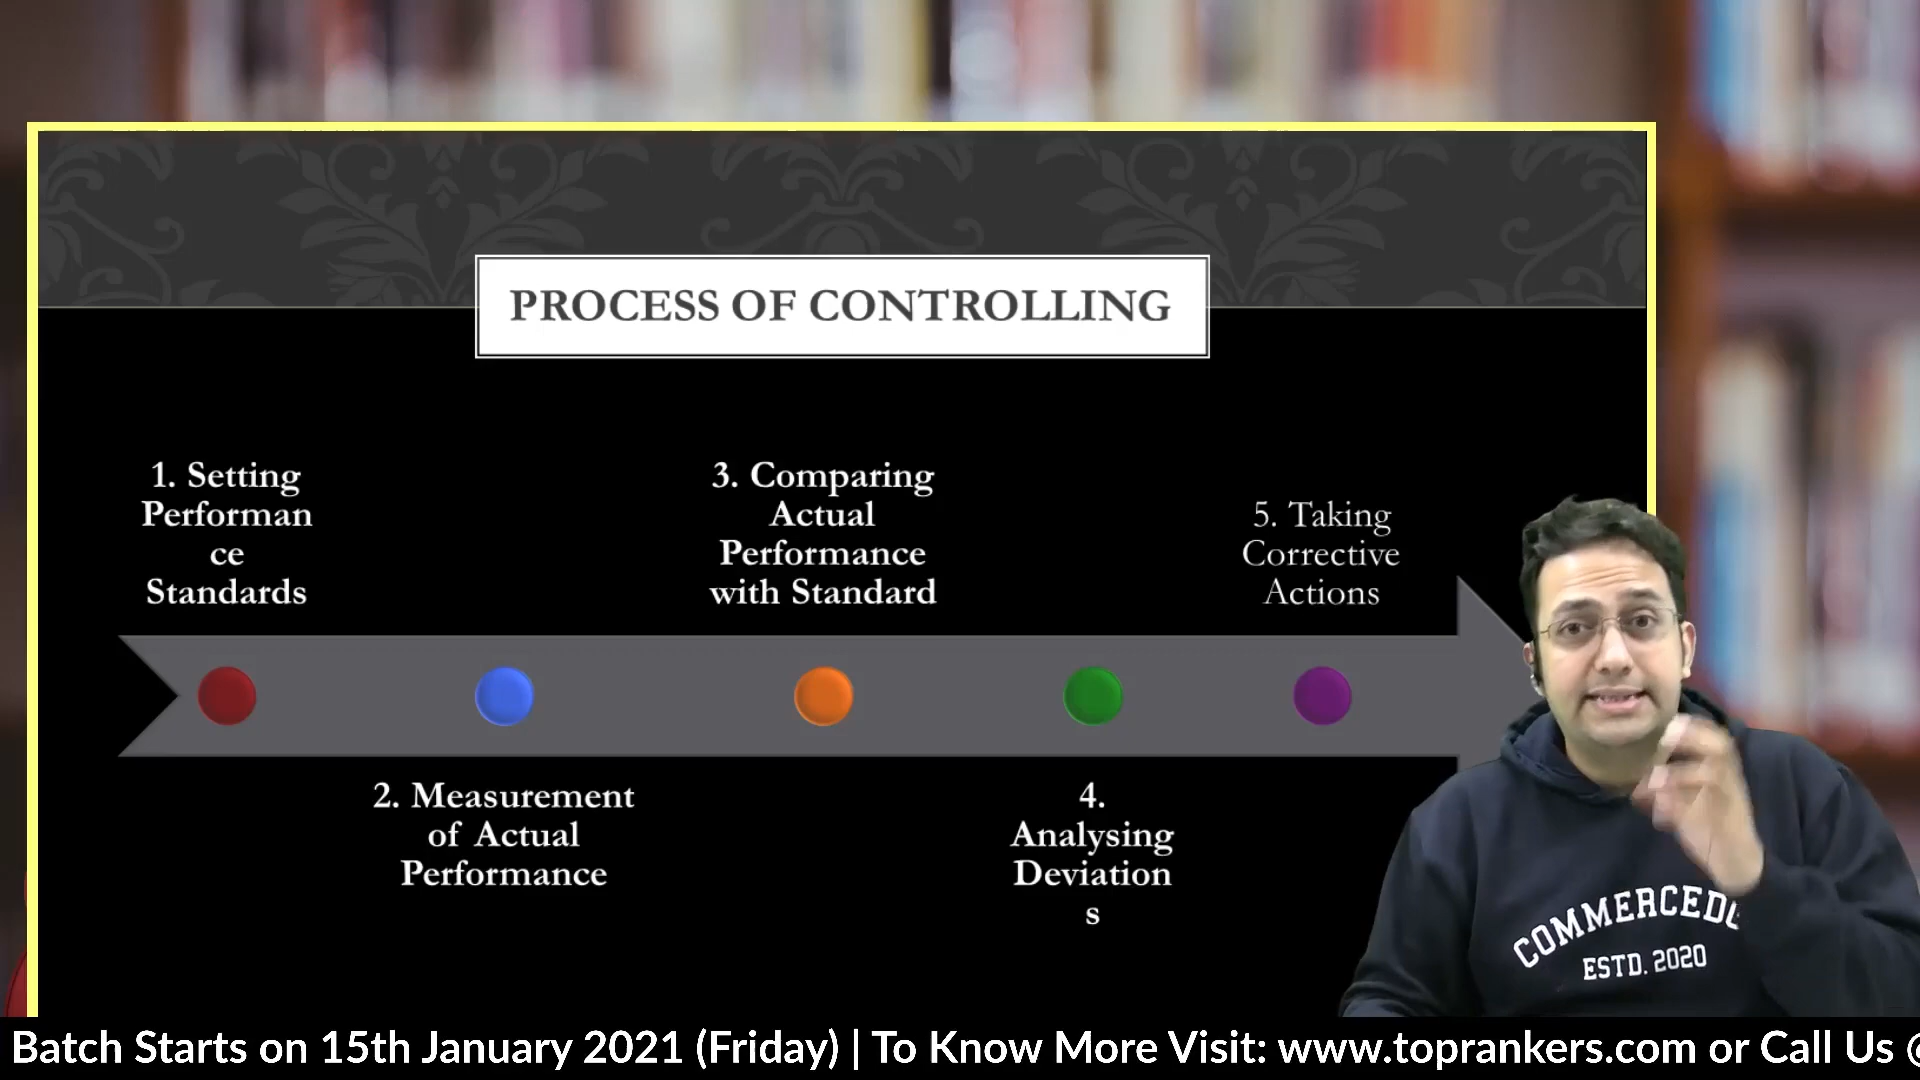 PROCESS OF CONTROLLING
1. Setting
Performan
ce
Standards
2. Measurement
of Actual
Performance
3. Comparing
Actual
Performance
with Standard
4.
Analysing
Deviation
s
5. Taking
Corrective
Actions
COMMERCEDG
ESTD. 2020
Batch Starts on 15th January 2021 (Friday) | To Know More Visit: www.toprankers.com or Call Us @